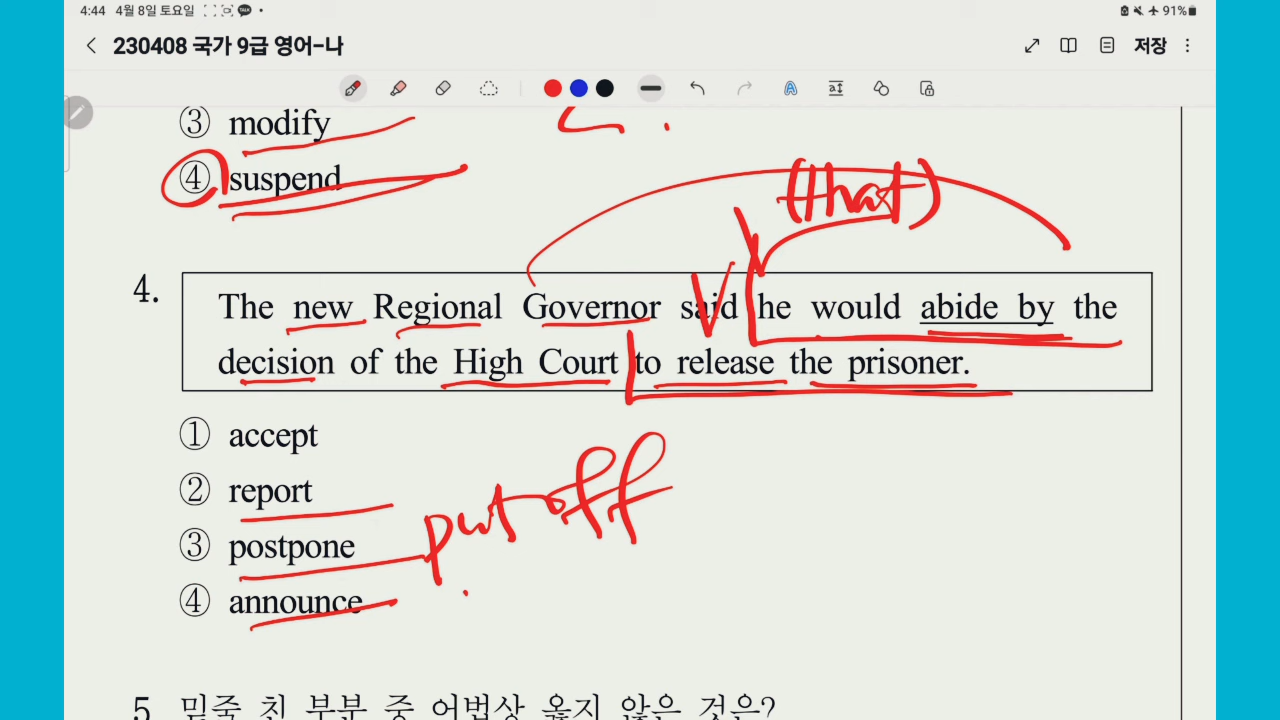 4:44 4월 8일 토요일 TALK • 91%
230408 국가 9급 영어-나 저장
③ modify
④ suspend
(that)
4. The new Regional Governor said he would abide by the
decision of the High Court to release the prisoner.
① accept
② report
③ postpone put off
④ announce
5 밑줄 친 부분 중 어법상 옳지 않은 것은?